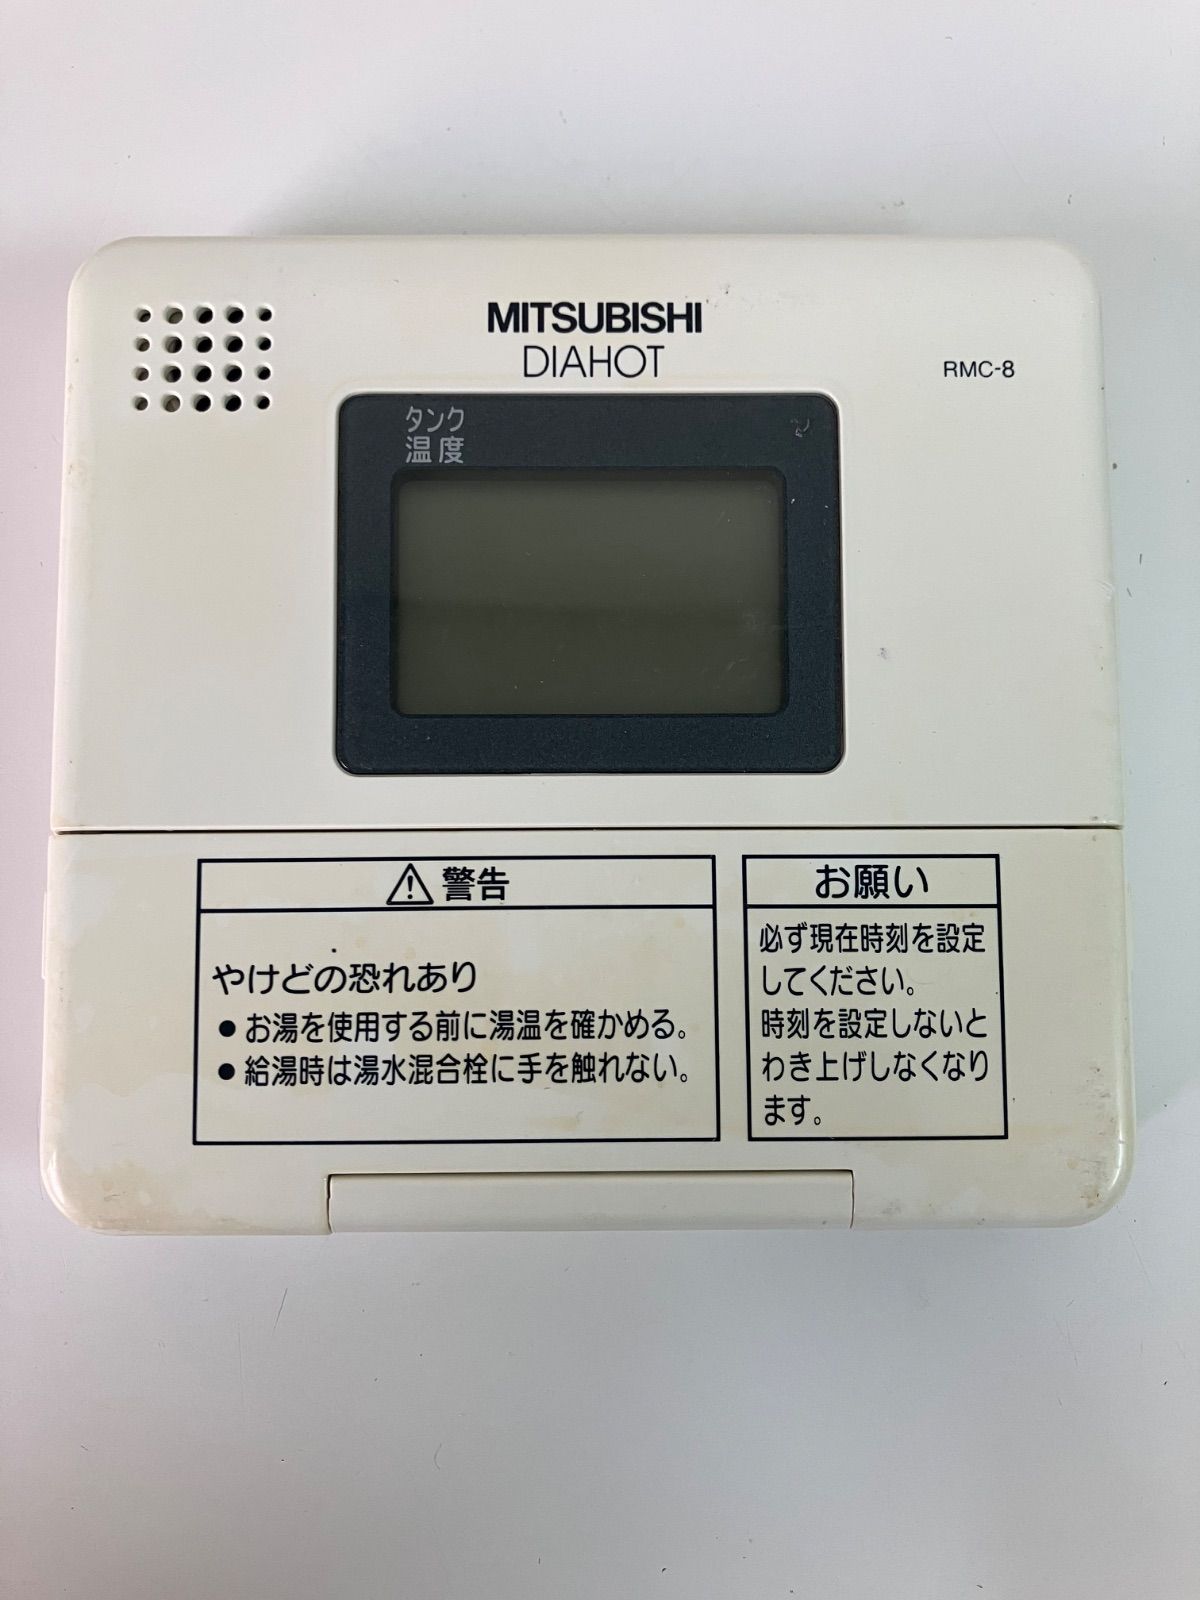 MITSUBISHI
DIAHOT
RMC-8
タンク
温度
⚠警告
やけどの恐れあり
●お湯を使用する前に湯温を確かめる。
●給湯時は湯水混合栓に手を触れない。
お願い
必ず現在時刻を設定
してください。
時刻を設定しないと
わき上げしなくなり
ます。